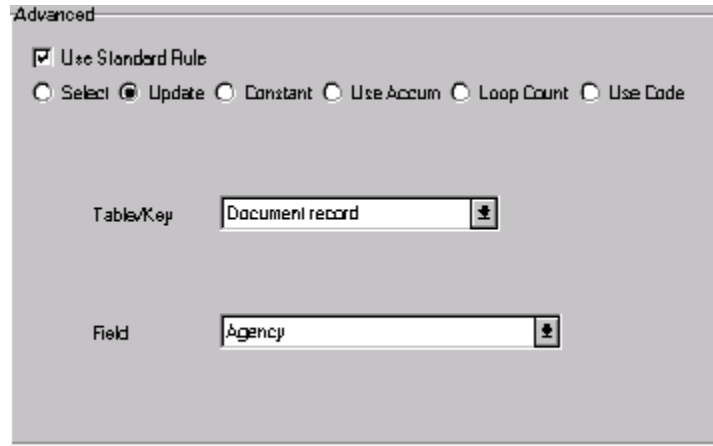 Advanced
Use Standard Rule
Select Update Constant Use Accum Loop Count Use Code
Table/Key Document record
Field Agency